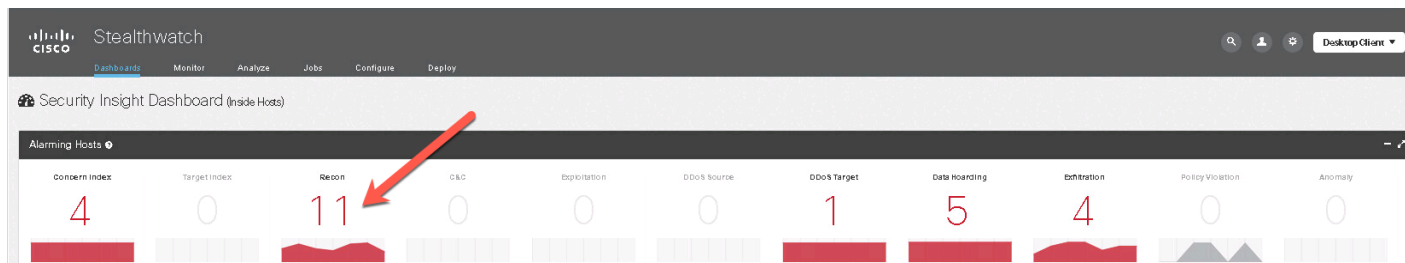 CISCO Stealthwatch
Desktop Client
Dashboards Monitor Analyze Jobs Configure Deploy
Security Insight Dashboard (Inside Hosts)
Alarming Hosts
Concern Index Target Index Recon C&C Exploitation DDoS Source DDoS Target Data Hoarding Exfiltration Policy Violation Anomaly
4 0 11 0 0 0 1 5 4 0 0